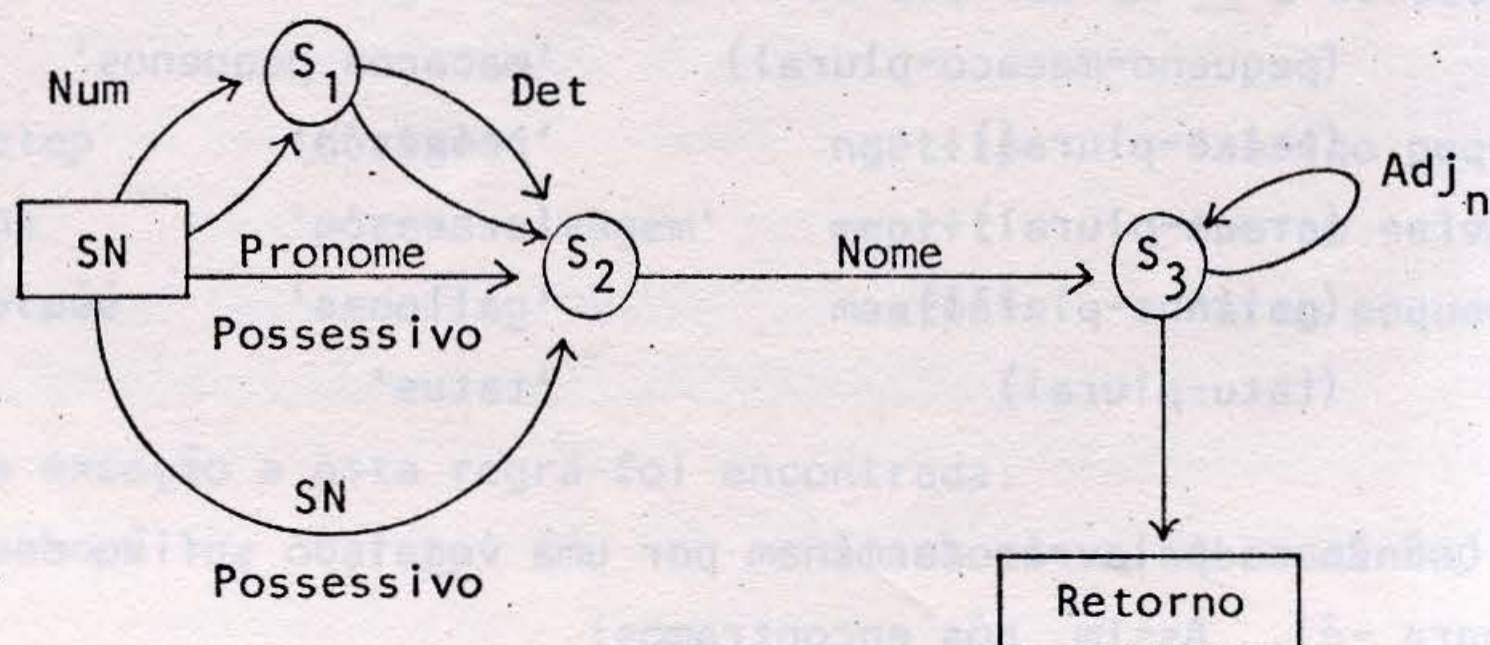 S1
Num
Det
Adjn
SN
Pronome
Possessivo
S2
Nome
S3
SN
Possessivo
Retorno